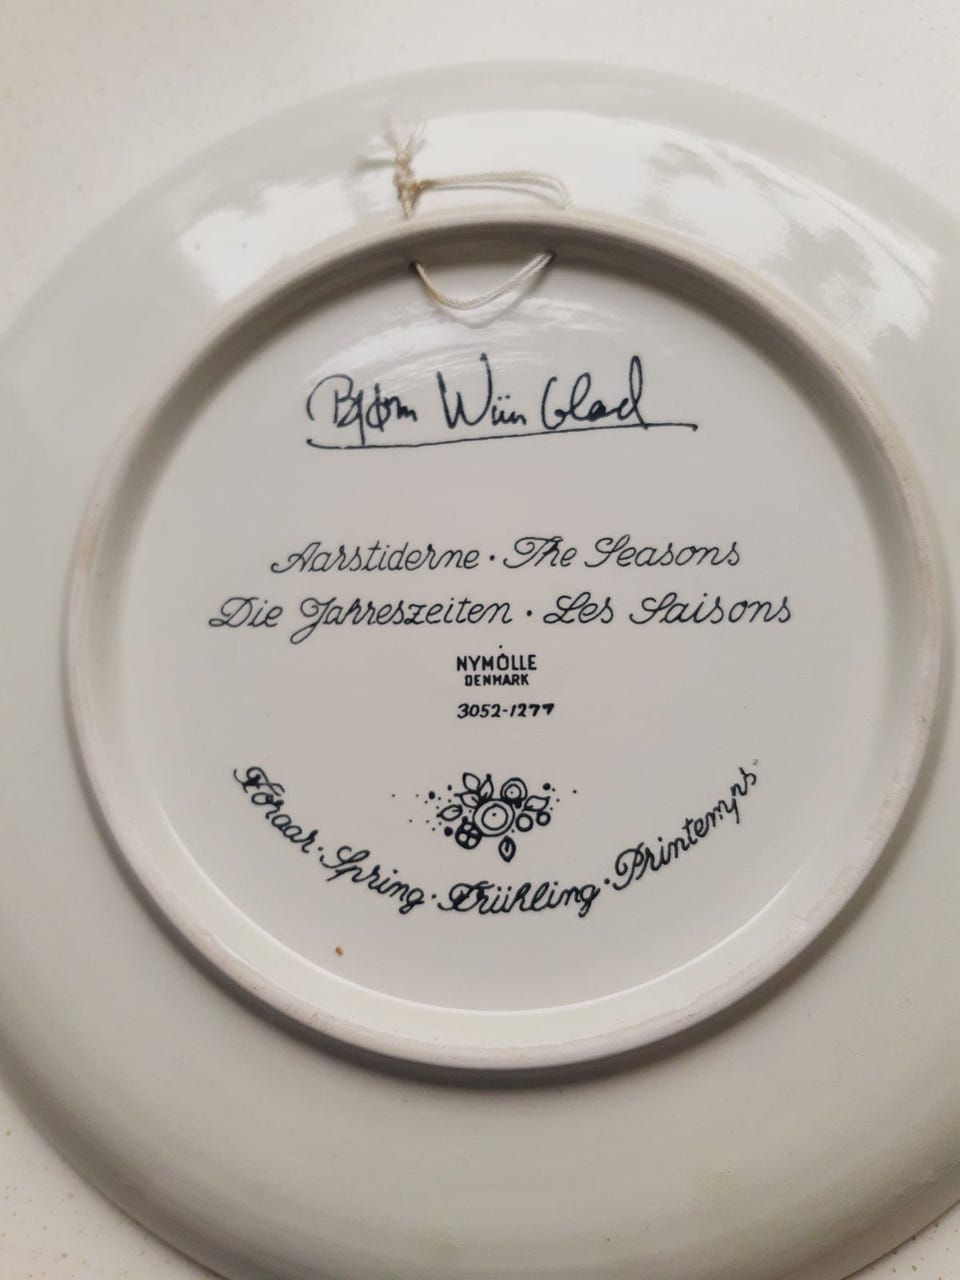 Bjørn Wiinblad
Aarstiderne · The Seasons
Die Jahreszeiten · Les Saisons
NYMÖLLE
DENMARK
3052-1277
Foraar · Spring · Frühling · Printemps